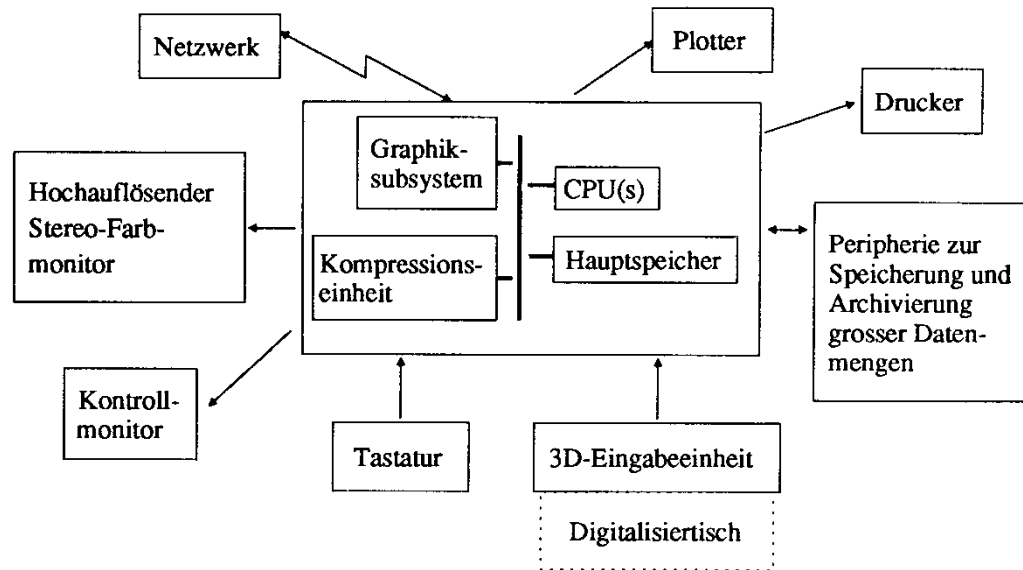 Netzwerk
Plotter
Drucker
Graphik-
subsystem
CPU(s)
Hochauflösender
Stereo-Farb-
monitor
Kompressions-
einheit
Hauptspeicher
Peripherie zur
Speicherung und
Archivierung
grosser Daten-
mengen
Kontroll-
monitor
Tastatur
3D-Eingabeeinheit
Digitalisiertisch